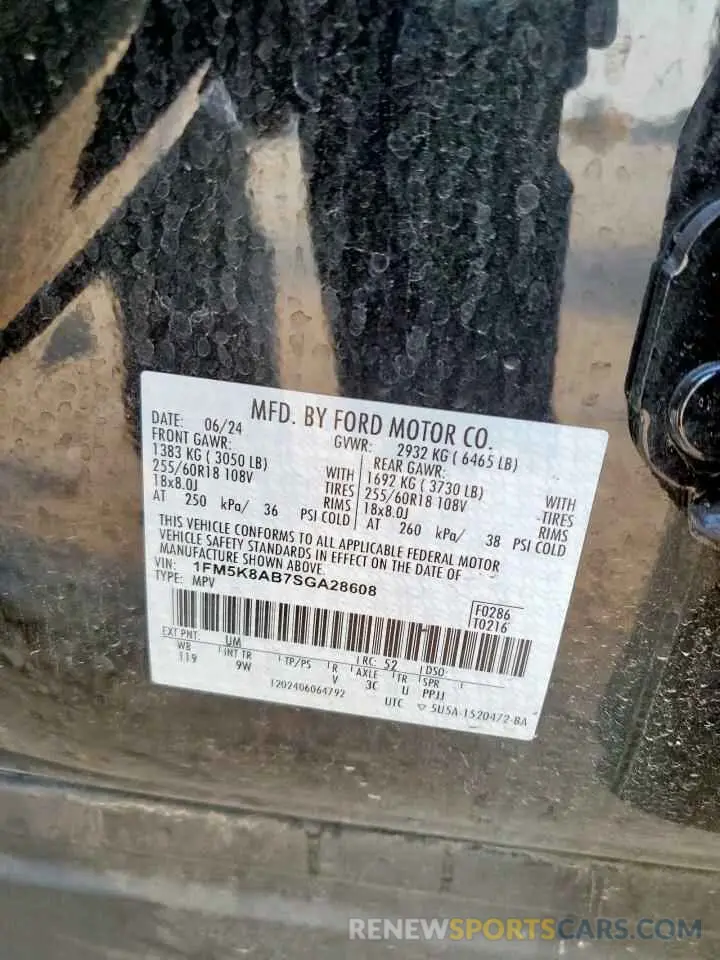 MFD. BY FORD MOTOR CO.
DATE: 06/24 GVWR: 2932 KG ( 6465 LB)
FRONT GAWR: REAR GAWR:
1383 KG ( 3050 LB) WITH 1692 KG ( 3730 LB) WITH
255/60R18 108V TIRES 255/60R18 108V TIRES
18x8.0J RIMS 18x8.0J RIMS
AT 250 kPa/ 36 PSI COLD AT 260 kPa/ 38 PSI COLD
THIS VEHICLE CONFORMS TO ALL APPLICABLE FEDERAL MOTOR
VEHICLE SAFETY STANDARDS IN EFFECT ON THE DATE OF
MANUFACTURE SHOWN ABOVE.
VIN: 1FM5K8AB7SGA28608
TYPE: MPV
F0286
T0216
EXT PNT: UM RC: 52 DSO:
WB INT TR TP/PS R AXLE TR SPR
119 9W V 3C U PPJJ
T202406064792 UTC ▽ 5U5A-1520472-BA
RENEWSPORTSCARS.COM